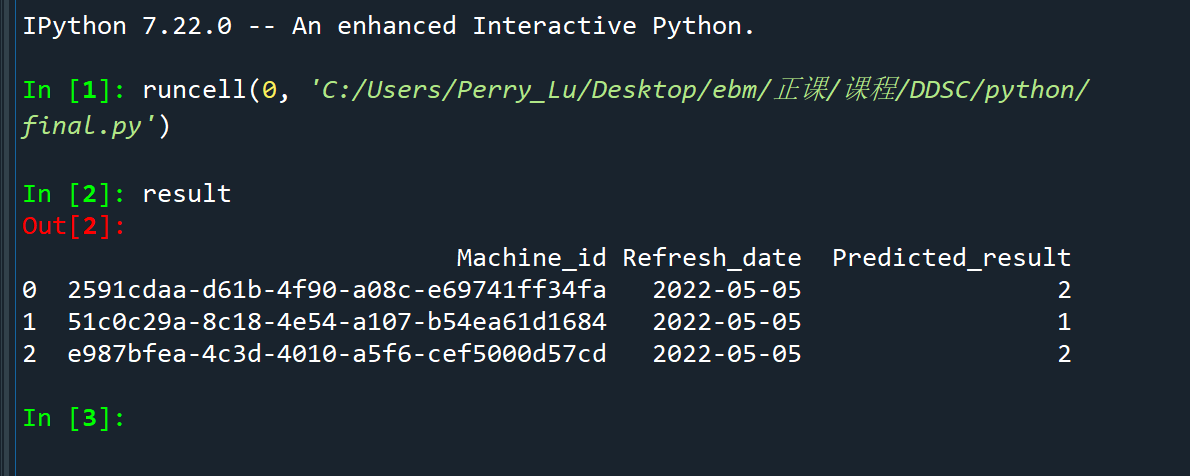 IPython 7.22.0 -- An enhanced Interactive Python.
In [1]: runcell(0, 'C:/Users/Perry_Lu/Desktop/ebm/正课/课程/DDSC/python/
final.py')
In [2]: result
Out[2]:
Machine_id Refresh_date Predicted_result
0 2591cdaa-d61b-4f90-a08c-e69741ff34fa 2022-05-05 2
1 51c0c29a-8c18-4e54-a107-b54ea61d1684 2022-05-05 1
2 e987bfea-4c3d-4010-a5f6-cef5000d57cd 2022-05-05 2
In [3]: